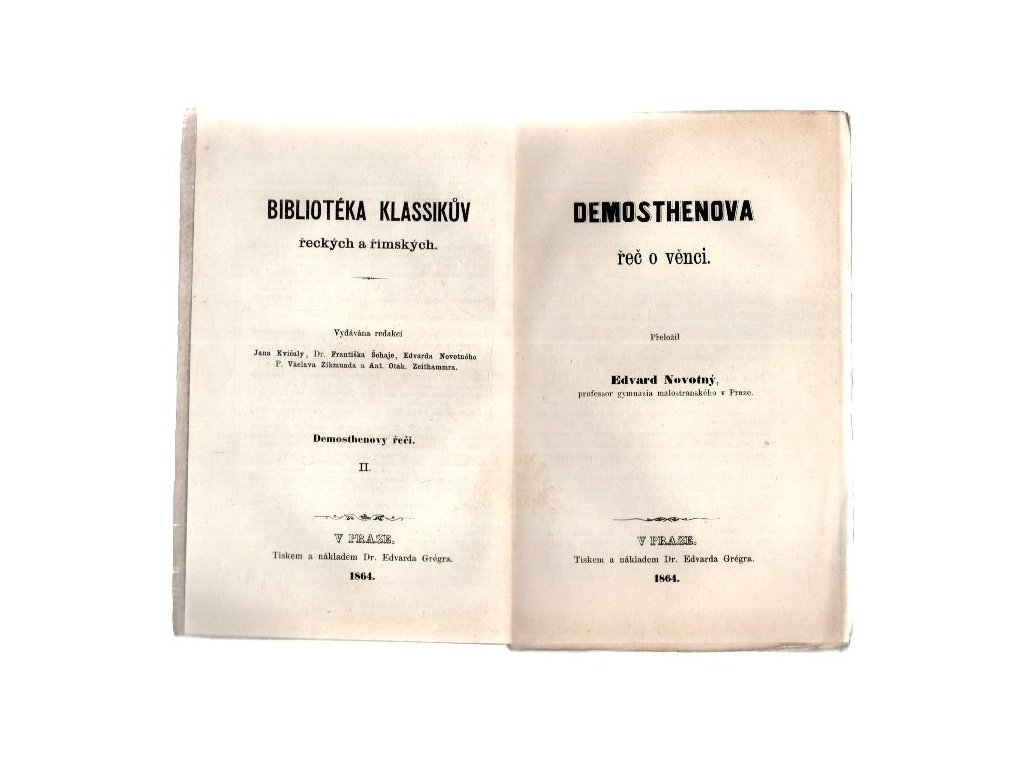 BIBLIOTÉKA KLASSIKŮV
řeckých a římských.
Vydávána redakcí
Jana Kvíčaly, Dr. Františka Šohaje, Edvarda Novotného
P. Václava Zikmunda a Ant. Otak. Zeithammra.
Demosthenovy řeči.
II.
V PRAZE.
Tiskem a nákladem Dr. Edvarda Grégra.
1864.
DEMOSTHENOVA
řeč o věnci.
Přeložil
Edvard Novotný,
professor gymnasia malostranského v Praze.
V PRAZE.
Tiskem a nákladem Dr. Edvarda Grégra.
1864.